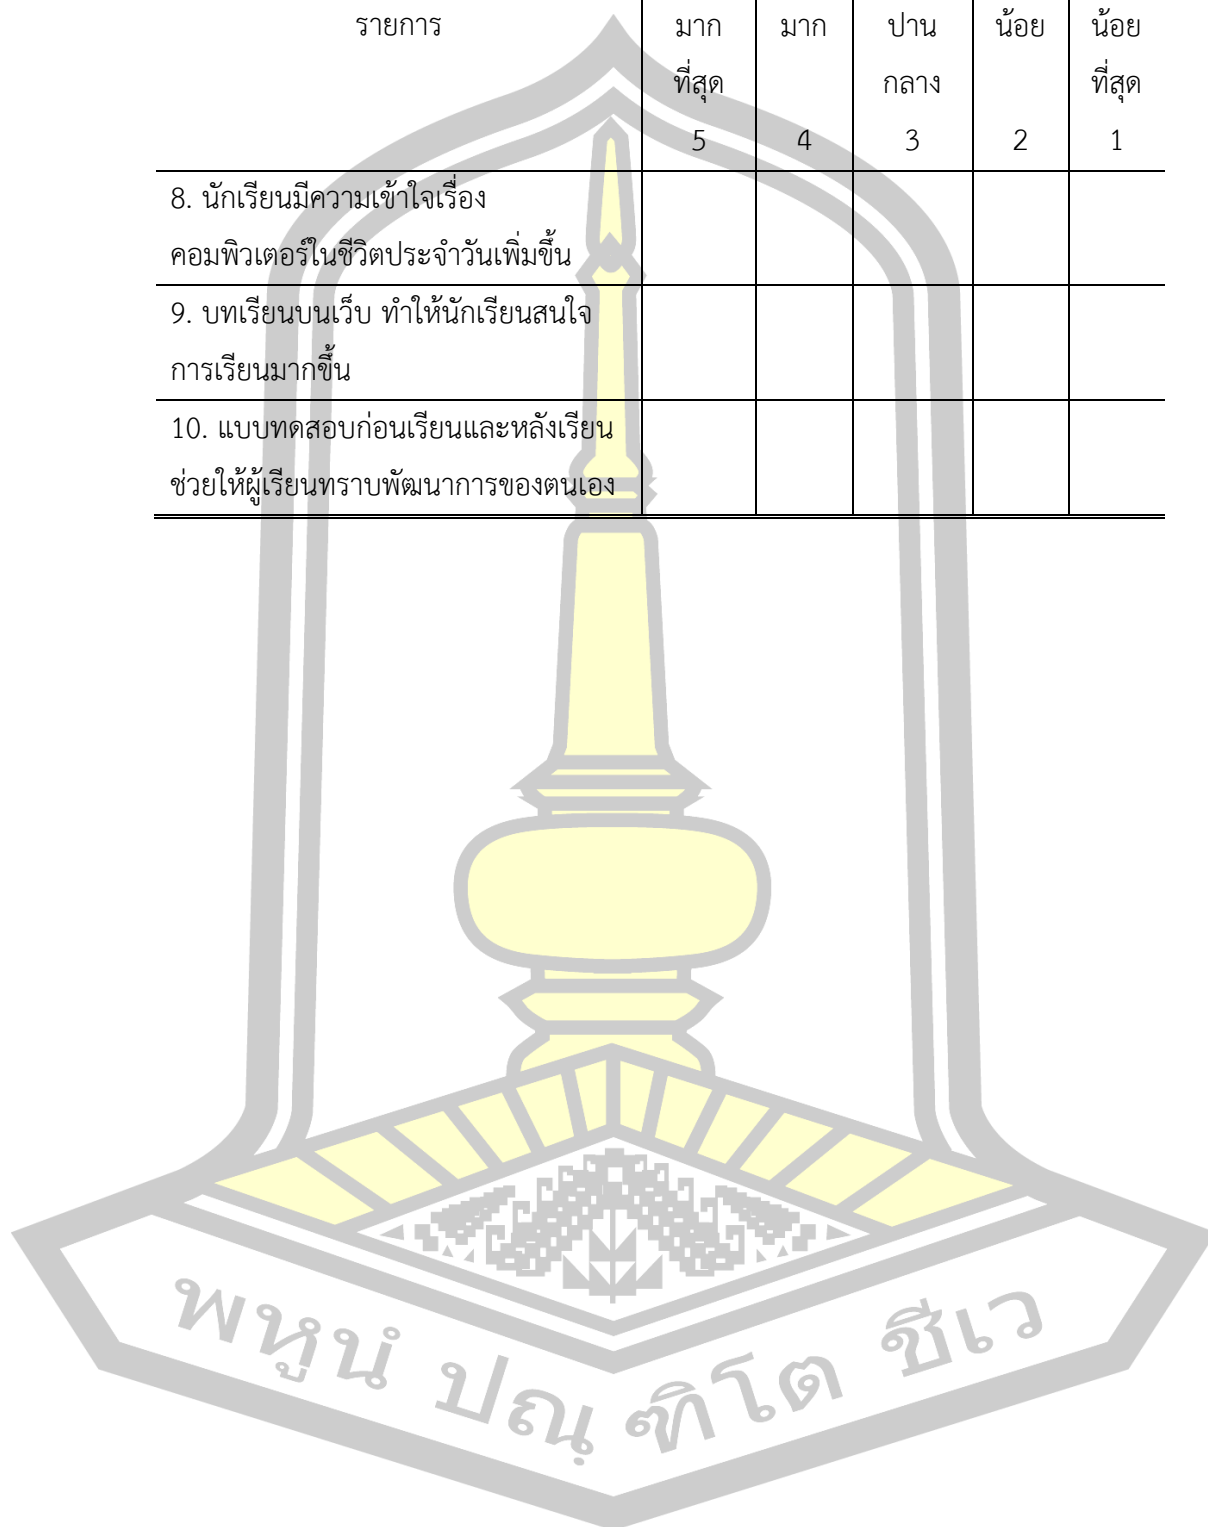 รายการ มาก มาก ปาน น้อย น้อย
ที่สุด กลาง ที่สุด
5 4 3 2 1
8. นักเรียนมีความเข้าใจเรื่อง
คอมพิวเตอร์ในชีวิตประจำวันเพิ่มขึ้น
9. บทเรียนบนเว็บ ทำให้นักเรียนสนใจ
การเรียนมากขึ้น
10. แบบทดสอบก่อนเรียนและหลังเรียน
ช่วยให้ผู้เรียนทราบพัฒนาการของตนเอง
พหูนํ ปณฺฑิโต ชีเว